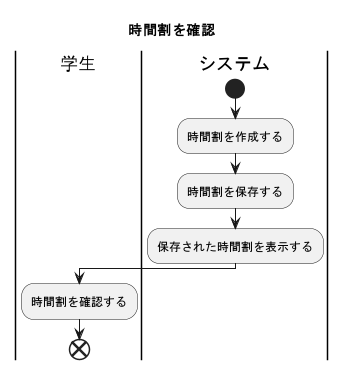 時間割を確認
学生
システム
時間割を作成する
時間割を保存する
保存された時間割を表示する
時間割を確認する